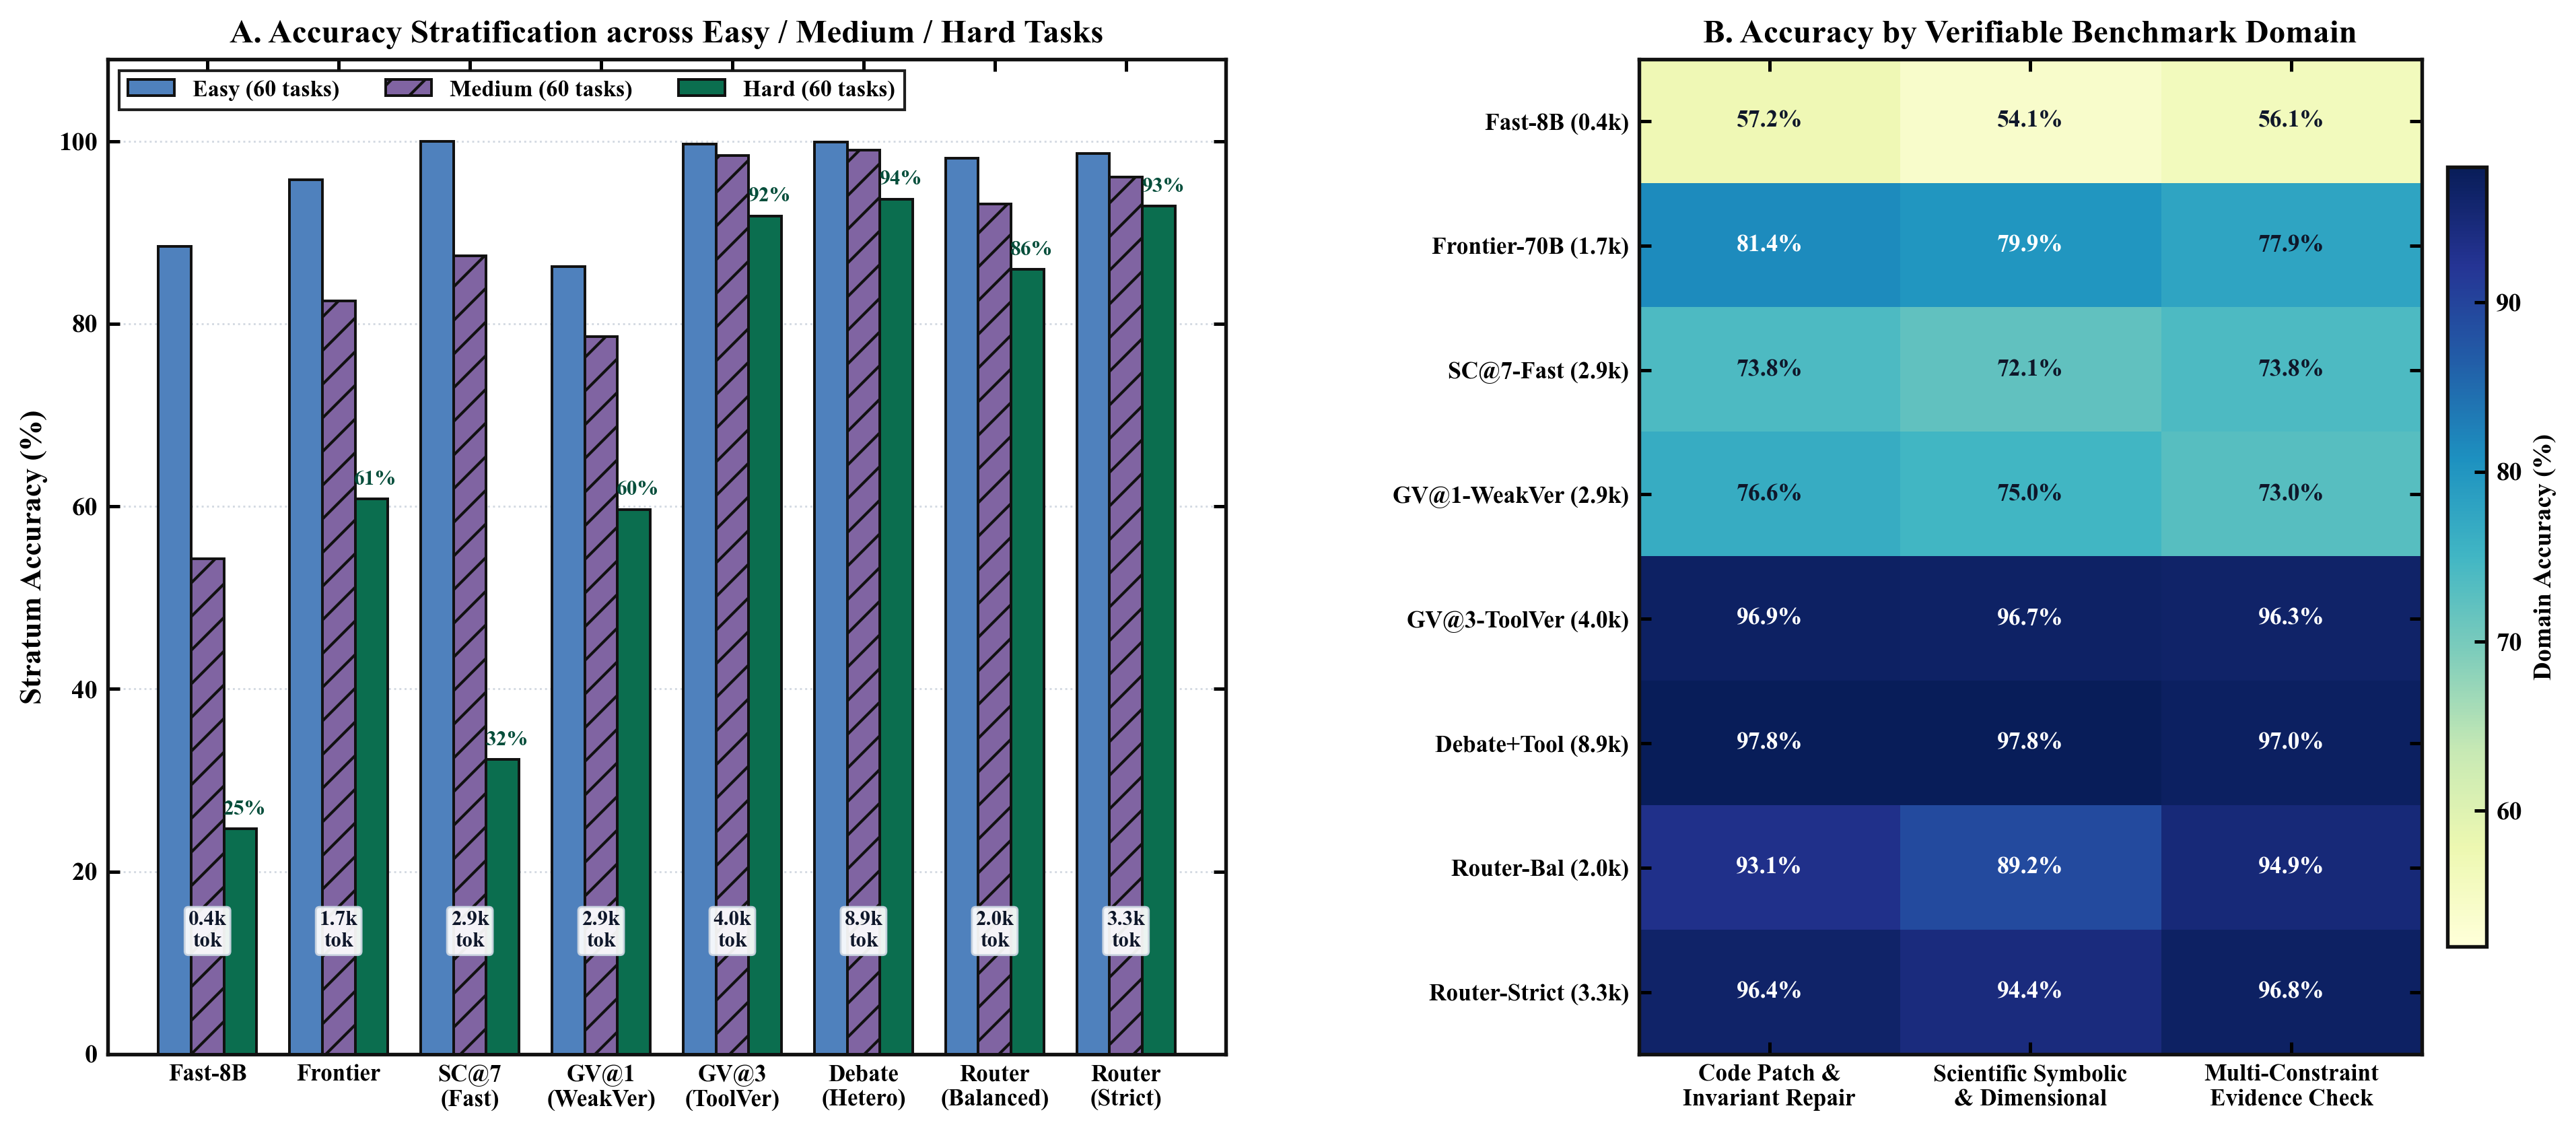 A. Accuracy Stratification across Easy / Medium / Hard Tasks
Easy (60 tasks)
Medium (60 tasks)
Hard (60 tasks)
Stratum Accuracy (%)
100
80
60
40
20
0
25%
61%
32%
60%
92%
94%
86%
93%
0.4k
tok
1.7k
tok
2.9k
tok
2.9k
tok
4.0k
tok
8.9k
tok
2.0k
tok
3.3k
tok
Fast-8B
Frontier
SC@7
(Fast)
GV@1
(WeakVer)
GV@3
(ToolVer)
Debate
(Hetero)
Router
(Balanced)
Router
(Strict)
B. Accuracy by Verifiable Benchmark Domain
Fast-8B (0.4k)
57.2%
54.1%
56.1%
Frontier-70B (1.7k)
81.4%
79.9%
77.9%
SC@7-Fast (2.9k)
73.8%
72.1%
73.8%
GV@1-WeakVer (2.9k)
76.6%
75.0%
73.0%
GV@3-ToolVer (4.0k)
96.9%
96.7%
96.3%
Debate+Tool (8.9k)
97.8%
97.8%
97.0%
Router-Bal (2.0k)
93.1%
89.2%
94.9%
Router-Strict (3.3k)
96.4%
94.4%
96.8%
Code Patch &
Invariant Repair
Scientific Symbolic
& Dimensional
Multi-Constraint
Evidence Check
90
80
70
60
Domain Accuracy (%)